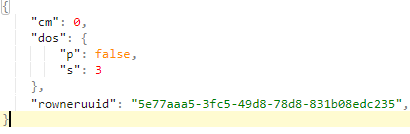 {
"cm": 0,
"dos": {
"p": false,
"s": 3
},
"rowneruuid": "5e77aaa5-3fc5-49d8-78d8-831b08edc235",
}